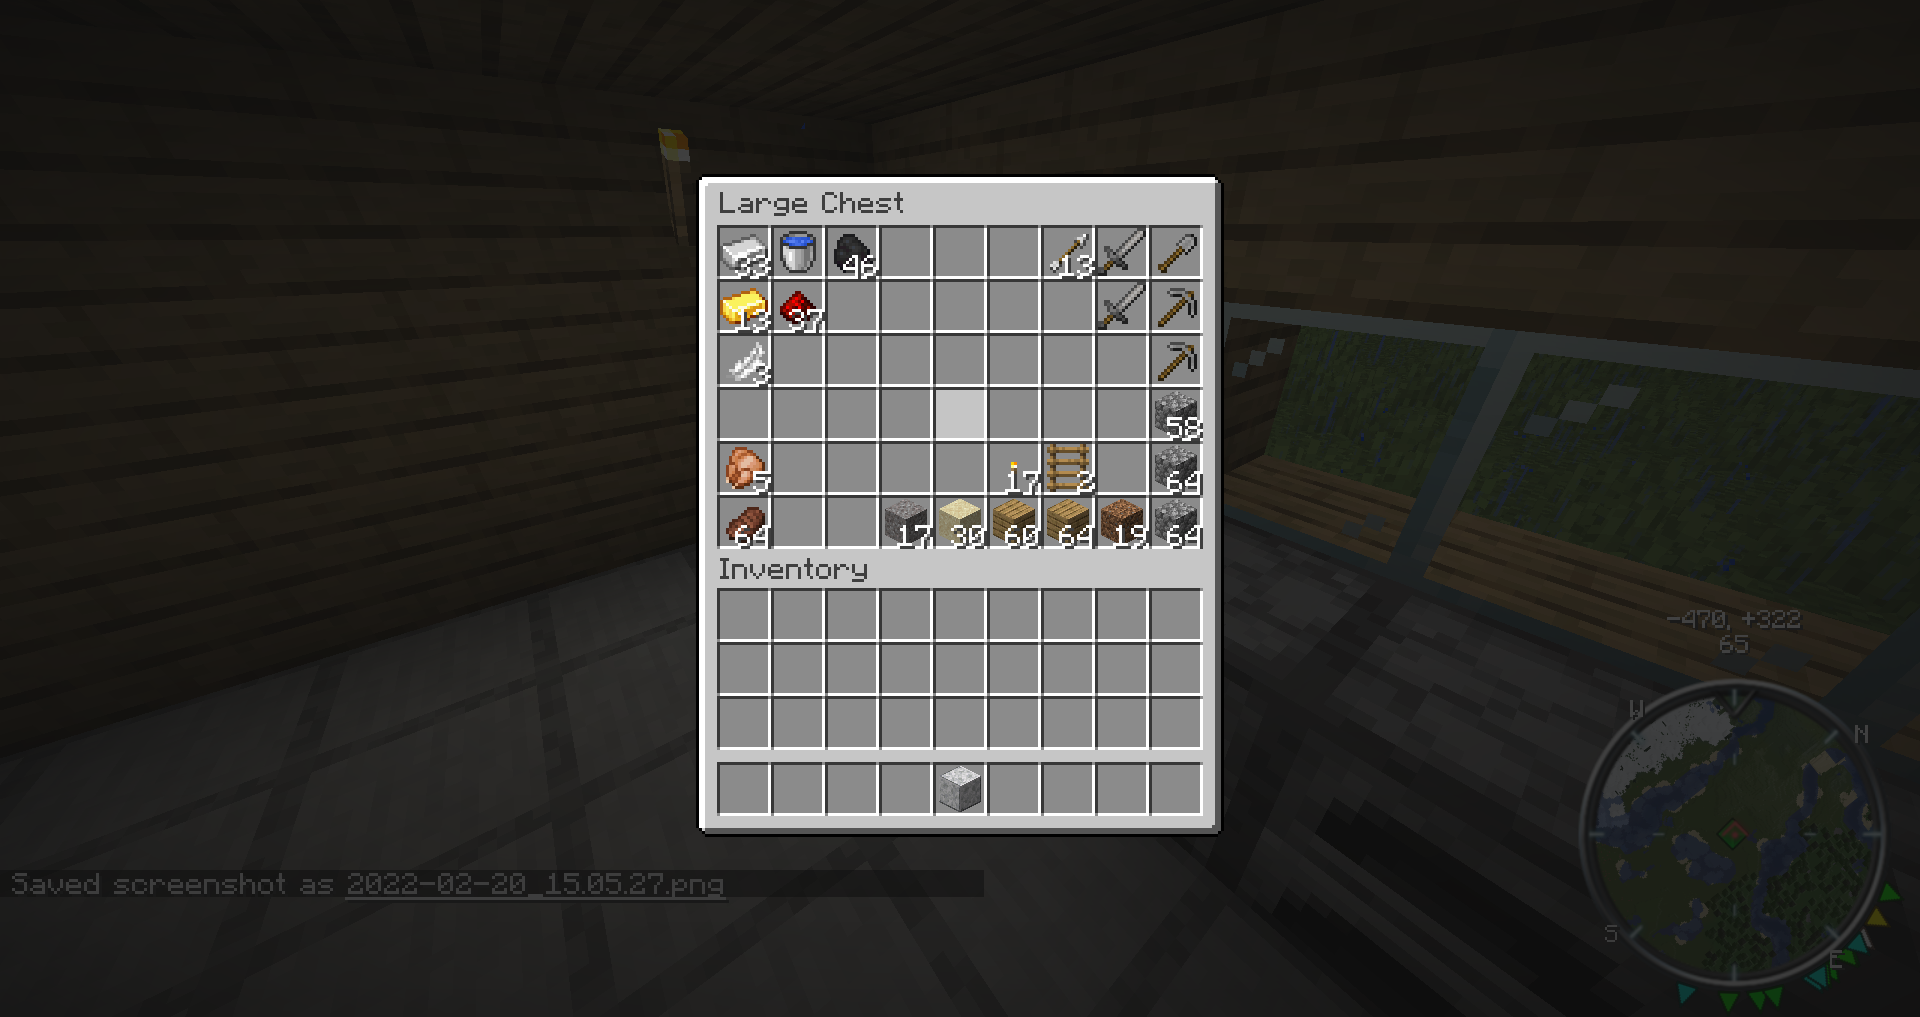 Large Chest
33 46 13
13 37
3
58
5 17 2 64
64 17 30 60 64 19 64
Inventory
-470, +322
65
W
N
Saved screenshot as 2022-02-20_15.05.27.png
S
E